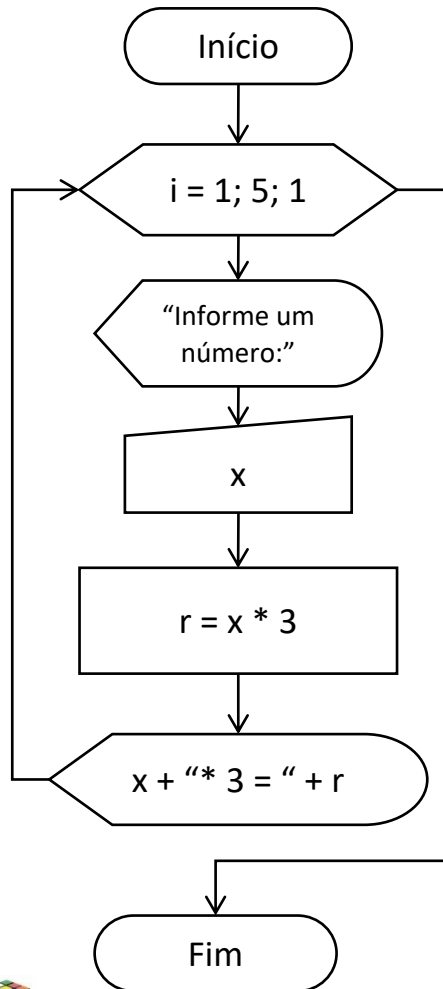 Início
i = 1; 5; 1
“Informe um
número:”
x
r = x * 3
x + “* 3 = “ + r
Fim